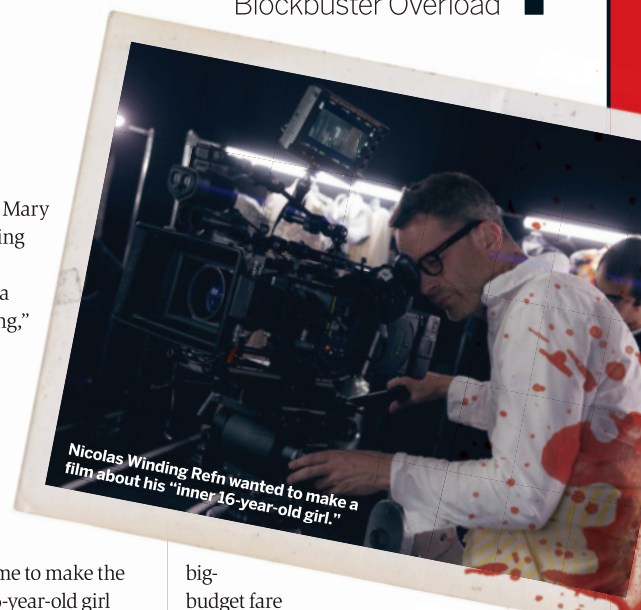 Blockbuster Overload
Mary
ing
a
ng,”
Nicolas Winding Refn wanted to make a
film about his “inner 16-year-old girl.”
me to make the
-year-old girl
big-
budget fare